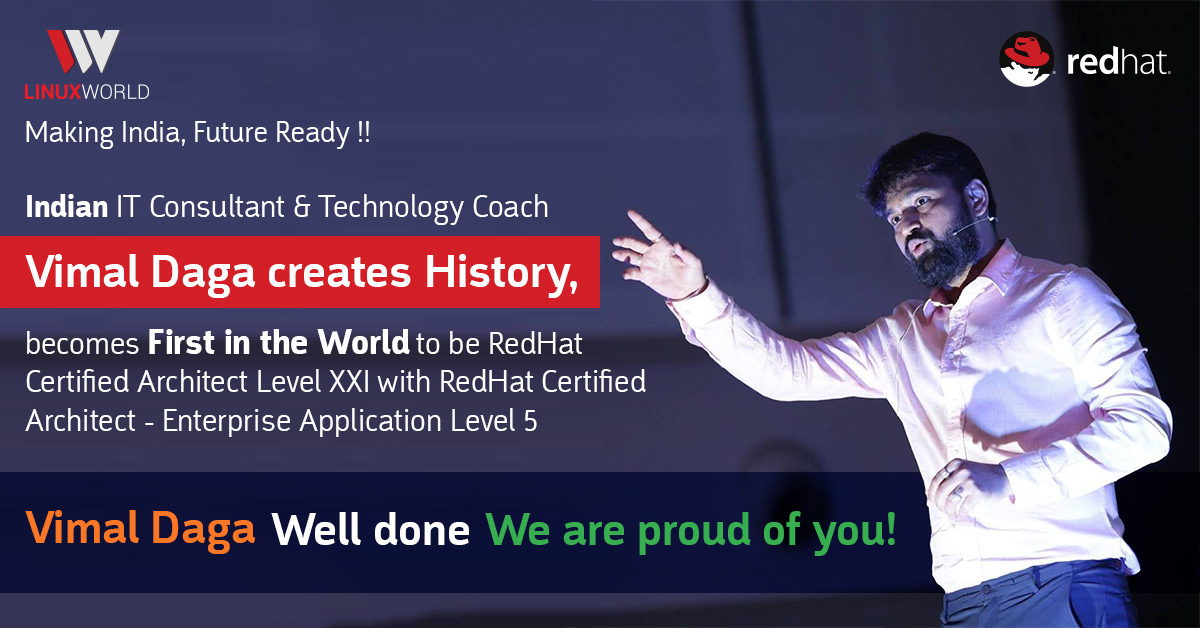 LINUXWORLD
redhat.
Making India, Future Ready !!
Indian IT Consultant & Technology Coach
Vimal Daga creates History,
becomes First in the World to be RedHat
Certified Architect Level XXI with RedHat Certified
Architect - Enterprise Application Level 5
Vimal Daga Well done We are proud of you!